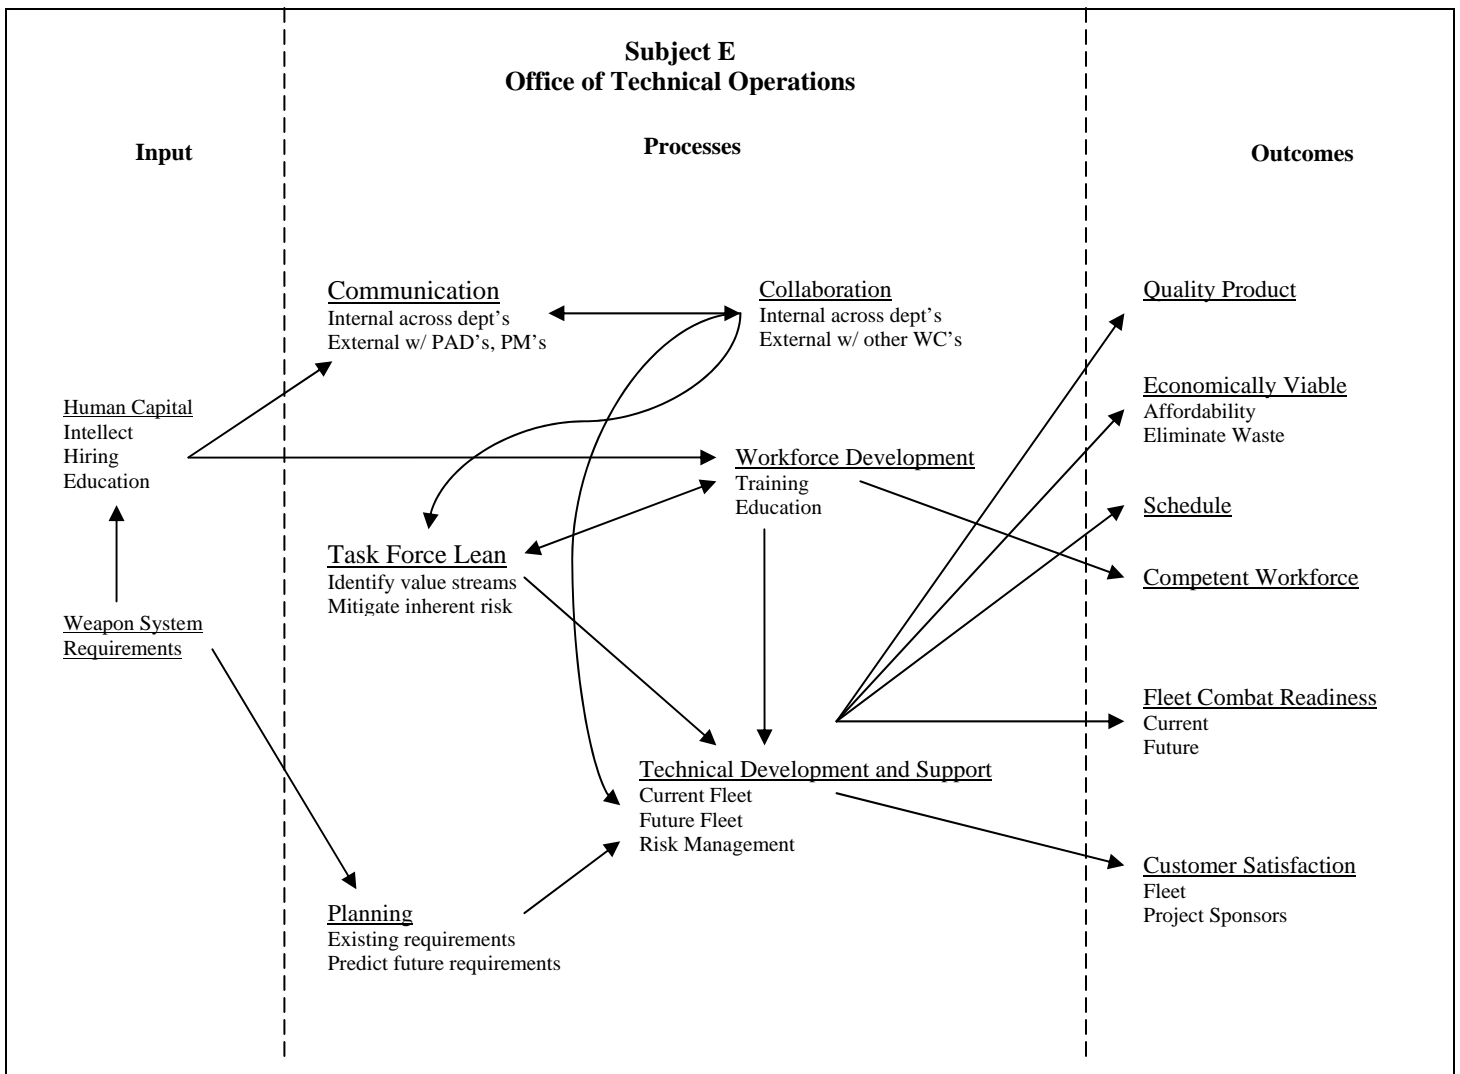 Subject E
Office of Technical Operations
Input
Processes
Outcomes
Communication
Internal across dept’s
External w/ PAD’s, PM’s
Collaboration
Internal across dept’s
External w/ other WC’s
Quality Product
Economically Viable
Affordability
Eliminate Waste
Human Capital
Intellect
Hiring
Education
Workforce Development
Training
Education
Schedule
Task Force Lean
Identify value streams
Mitigate inherent risk
Competent Workforce
Weapon System
Requirements
Fleet Combat Readiness
Current
Future
Technical Development and Support
Current Fleet
Future Fleet
Risk Management
Customer Satisfaction
Fleet
Project Sponsors
Planning
Existing requirements
Predict future requirements